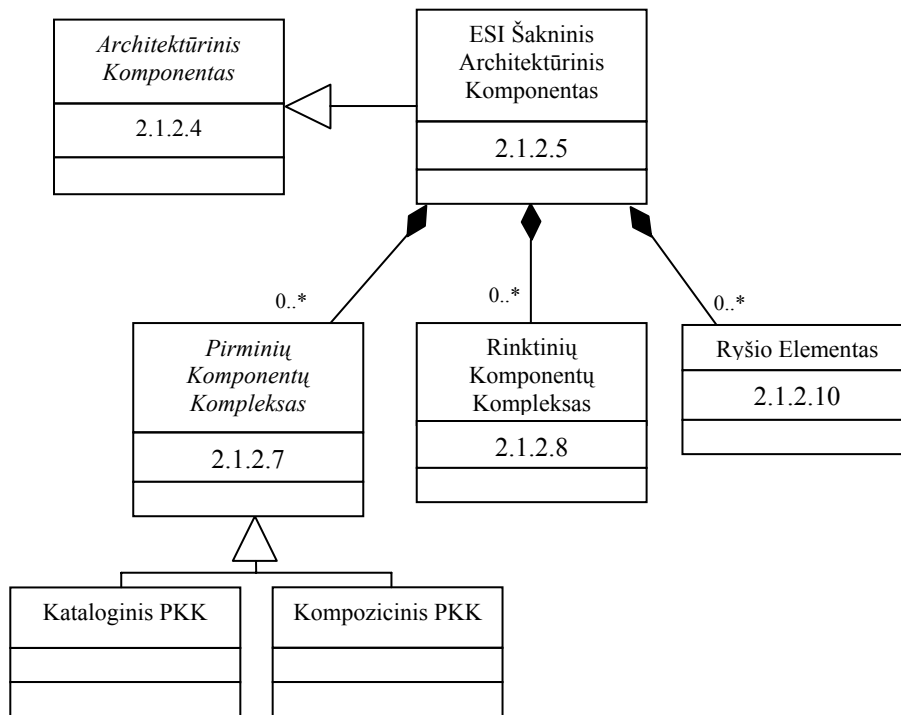 Architektūrinis
Komponentas
2.1.2.4
ESI Šakninis
Architektūrinis
Komponentas
2.1.2.5
0..*
0..*
0..*
Pirminių
Komponentų
Kompleksas
2.1.2.7
Rinktinių
Komponentų
Kompleksas
2.1.2.8
Ryšio Elementas
2.1.2.10
Kataloginis PKK
Kompozicinis PKK